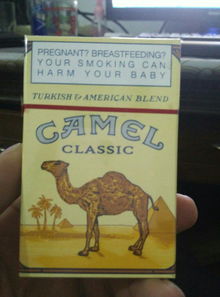 PREGNANT? BREASTFEEDING?
YOUR SMOKING CAN
HARM YOUR BABY
TURKISH & AMERICAN BLEND
CAMEL
CLASSIC